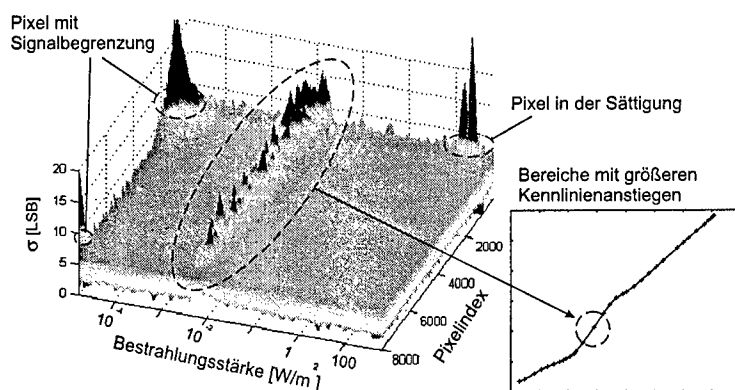 Pixel mit
Signalbegrenzung
Pixel in der Sättigung
Bereiche mit größeren
Kennlinienanstiegen
20
15
10
5
0
σ [LSB]
10⁻⁴
10⁻²
1
100
Bestrahlungsstärke [W/m²]
2000
4000
6000
8000
Pixelindex